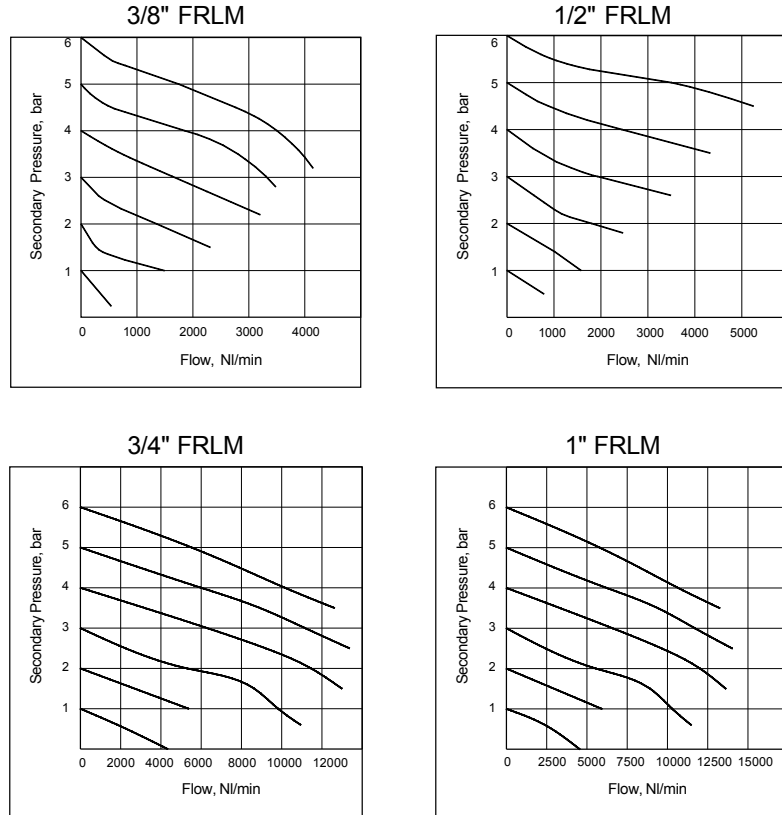 3/8" FRLM
Secondary Pressure, bar
6
5
4
3
2
1
0 1000 2000 3000 4000
Flow, Nl/min
1/2" FRLM
Secondary Pressure, bar
6
5
4
3
2
1
0 1000 2000 3000 4000 5000
Flow, Nl/min
3/4" FRLM
Secondary Pressure, bar
6
5
4
3
2
1
0 2000 4000 6000 8000 10000 12000
Flow, Nl/min
1" FRLM
Secondary Pressure, bar
6
5
4
3
2
1
0 2500 5000 7500 10000 12500 15000
Flow, Nl/min